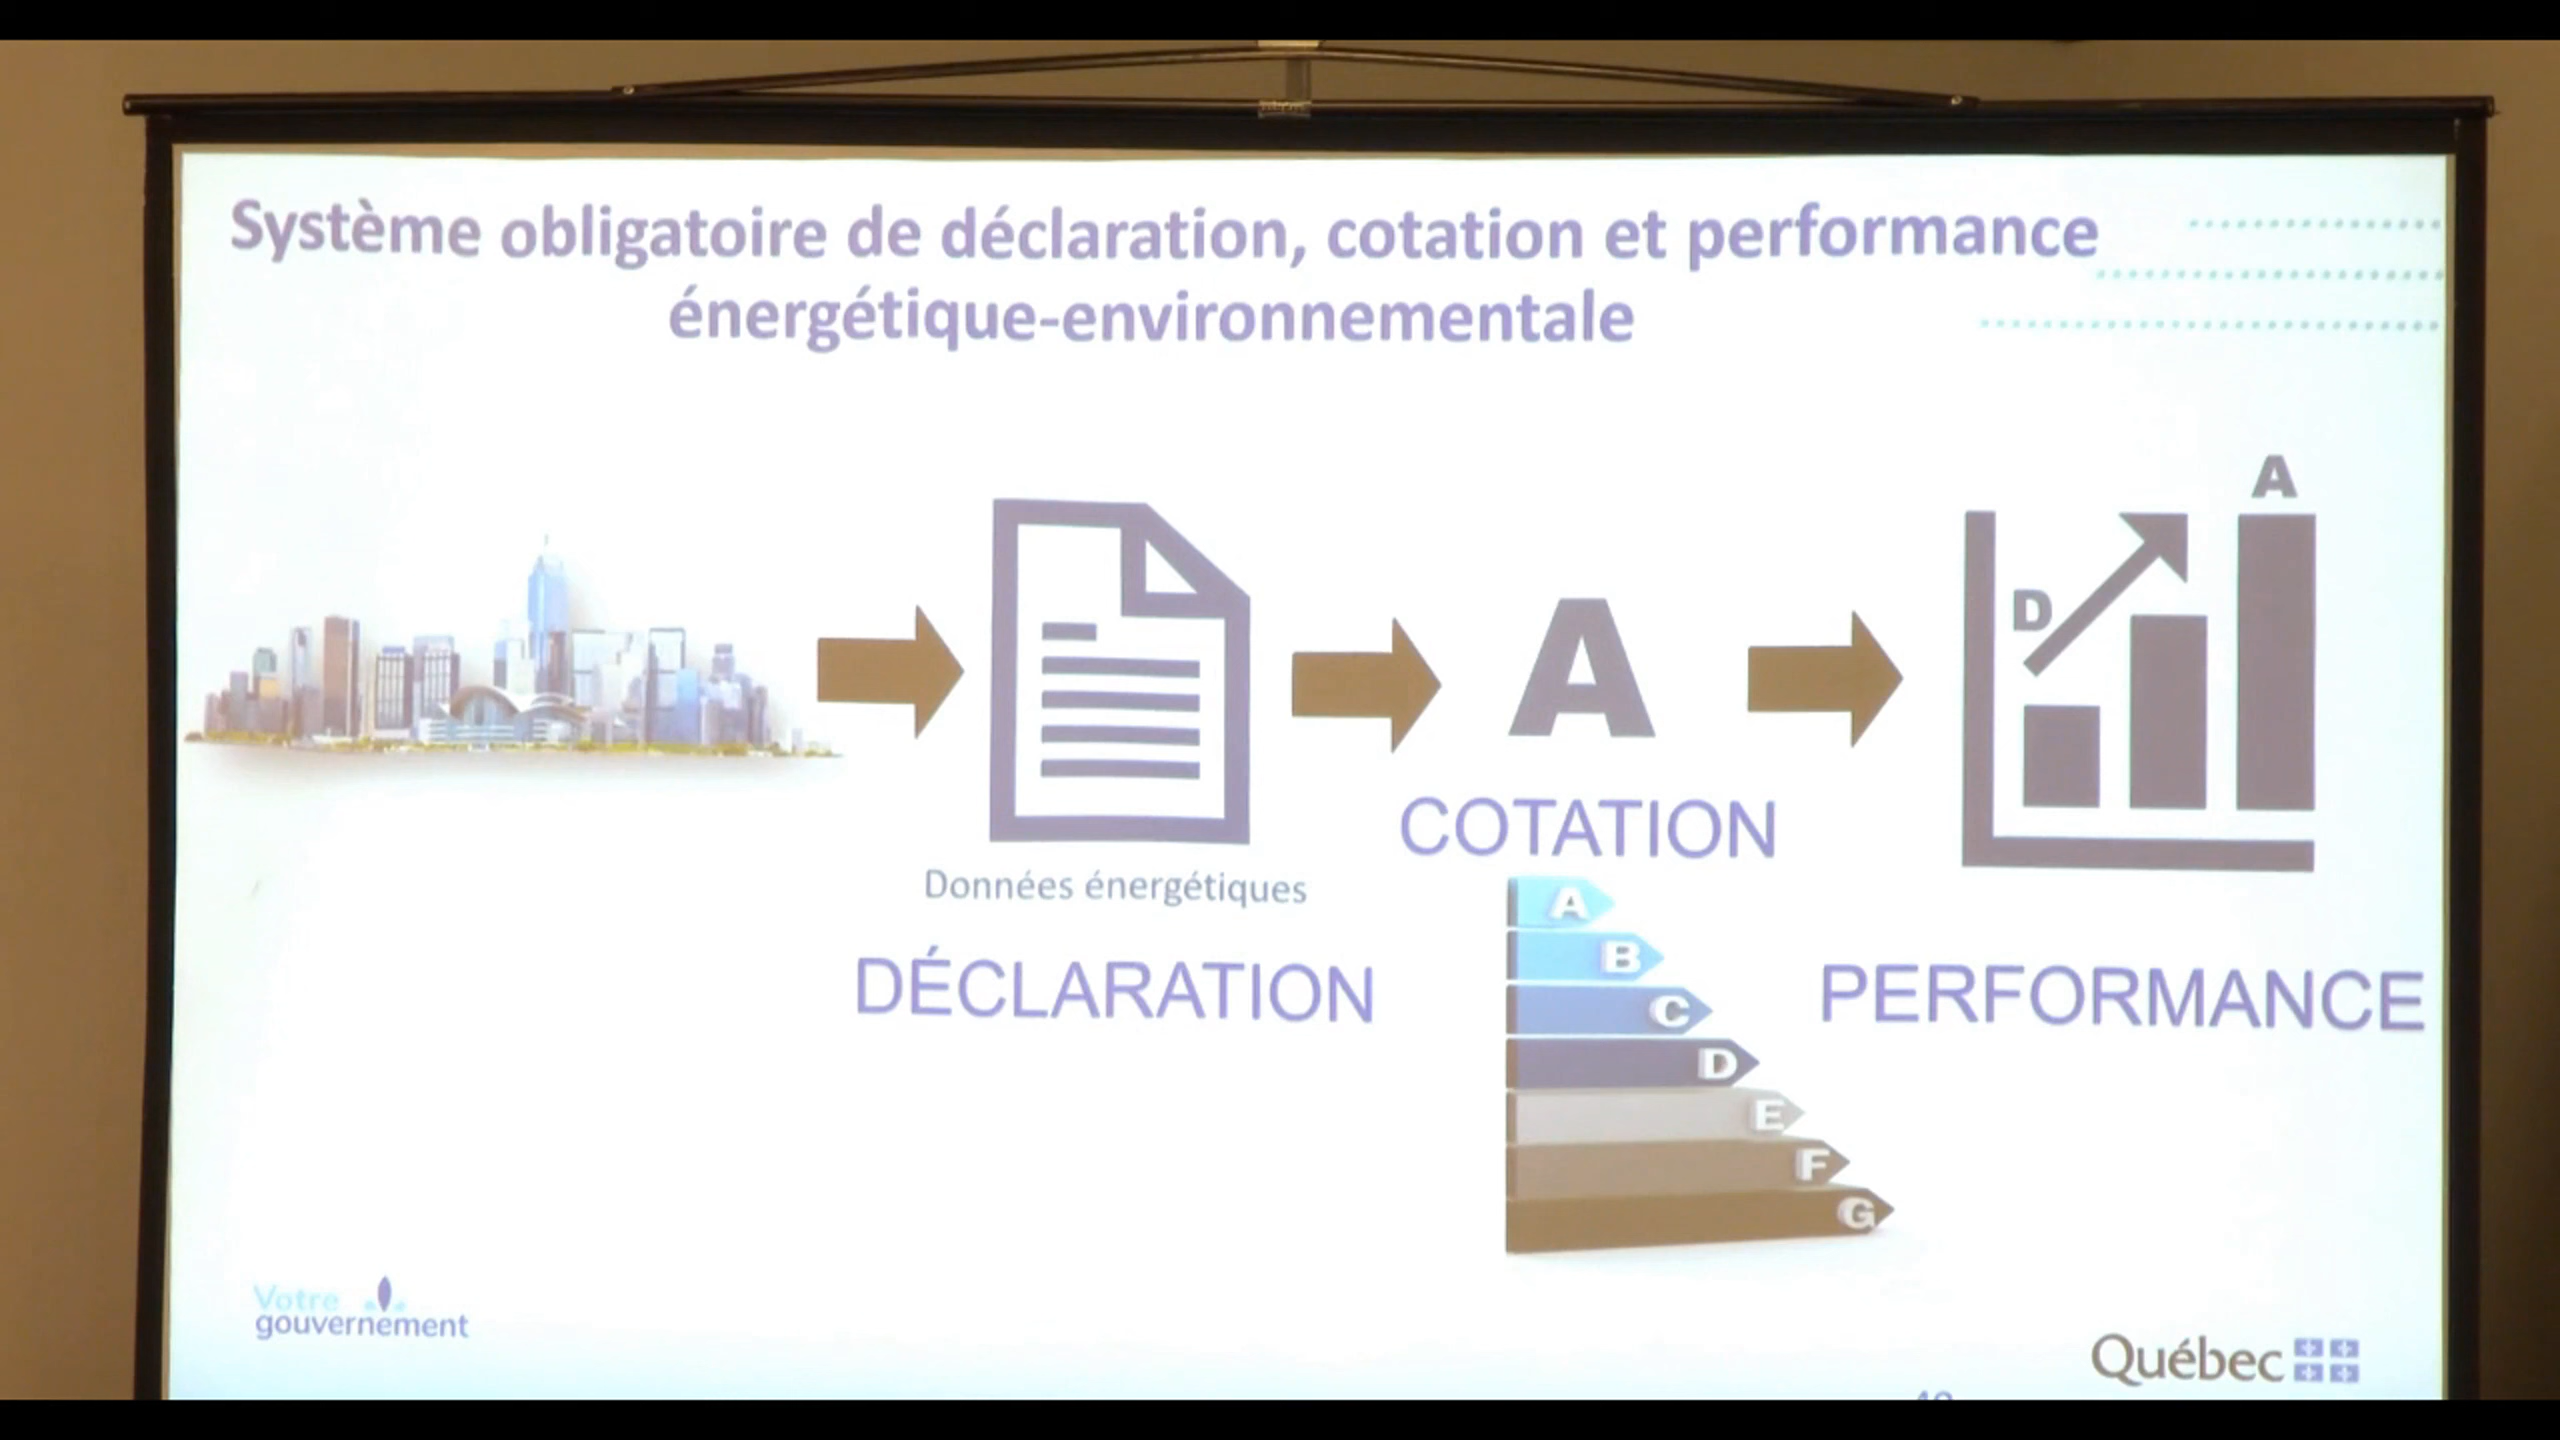 Système obligatoire de déclaration, cotation et performance
énergétique-environnementale
A
D
A
COTATION
Données énergétiques
DÉCLARATION
PERFORMANCE
A
B
C
D
E
F
G
Votre
gouvernement
Québec